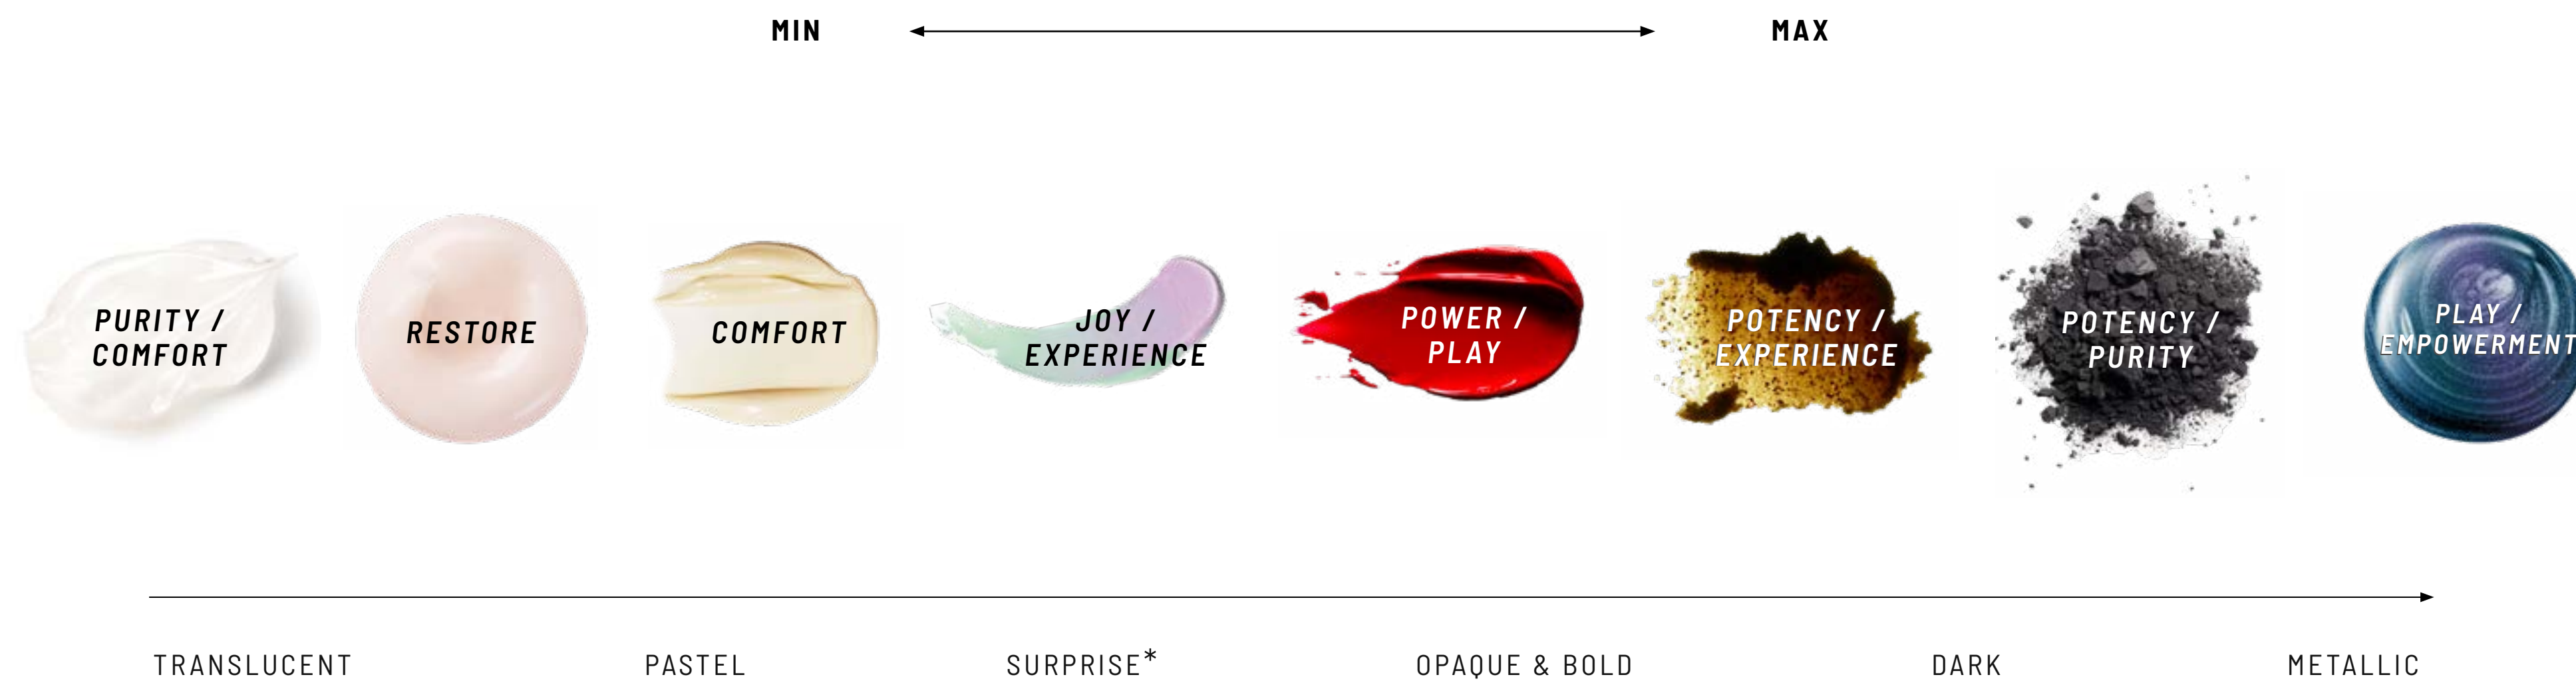 MIN
MAX
PURITY /
COMFORT
RESTORE
COMFORT
JOY /
EXPERIENCE
POWER /
PLAY
POTENCY /
EXPERIENCE
POTENCY /
PURITY
PLAY /
EMPOWERMENT
TRANSLUCENT
PASTEL
SURPRISE*
OPAQUE & BOLD
DARK
METALLIC